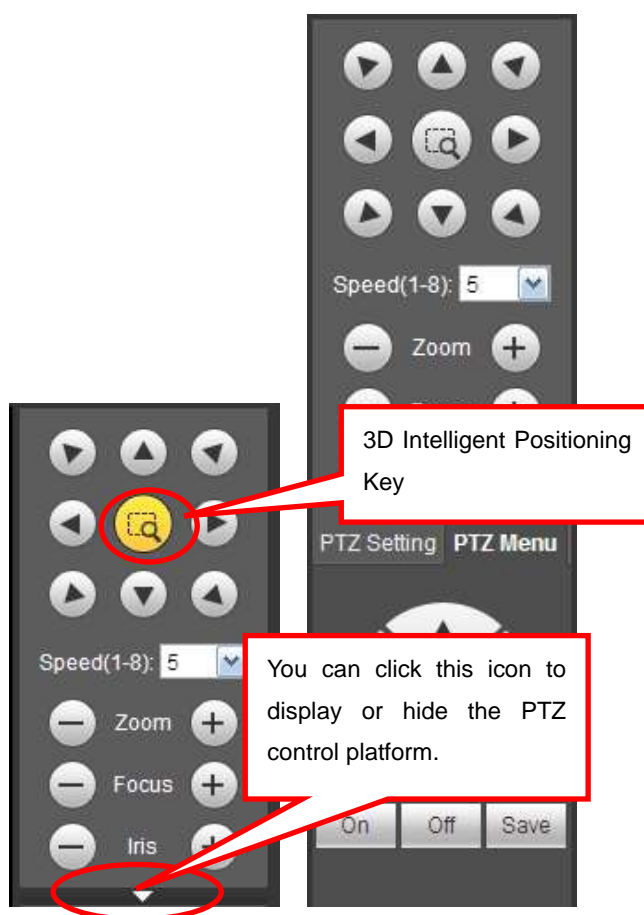 Speed(1-8): 5
Zoom
3D Intelligent Positioning
Key
PTZ Setting PTZ Menu
Speed(1-8): 5
Zoom
Focus
Iris
You can click this icon to
display or hide the PTZ
control platform.
On Off Save